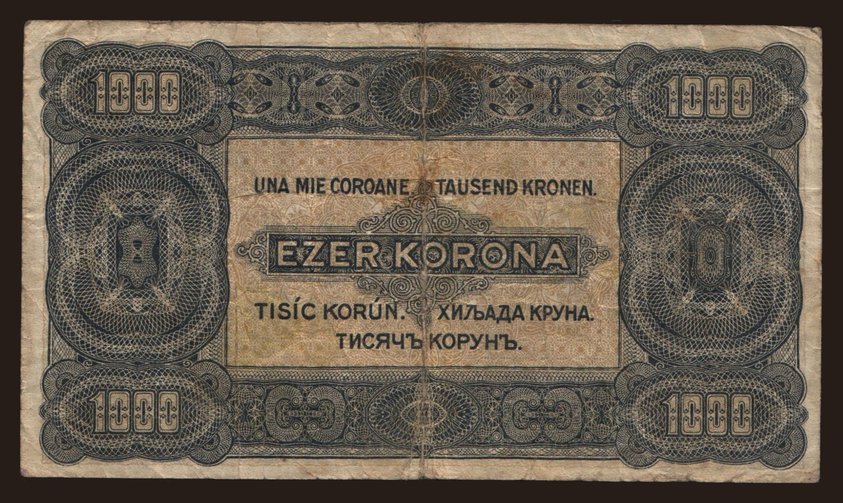 1000 1000
UNA MIE COROANE TAUSEND KRONEN.
EZER KORONA
TISÍC KORÚN. ХИЉАДА КРУНА.
ТИСЯЧЪ КОРУНЪ.
1000 1000